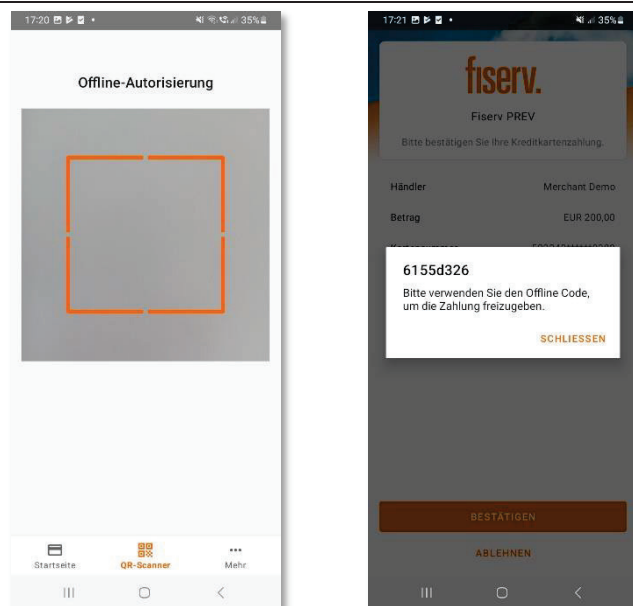 17:20
35%
Offline-Autorisierung
Startseite
QR-Scanner
Mehr
17:21
35%
fiserv.
Fiserv PREV
Bitte bestätigen Sie Ihre Kreditkartenzahlung.
Händler Merchant Demo
Betrag EUR 200,00
6155d326
Bitte verwenden Sie den Offline Code,
um die Zahlung freizugeben.
SCHLIESSEN
BESTÄTIGEN
ABLEHNEN